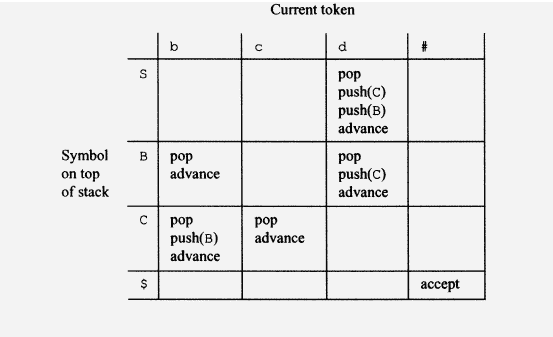 Current token
b c d #
S pop
push(C)
push(B)
advance
Symbol
on top
of stack
B pop pop
advance push(C)
advance
C pop pop
push(B) advance
advance
$ accept